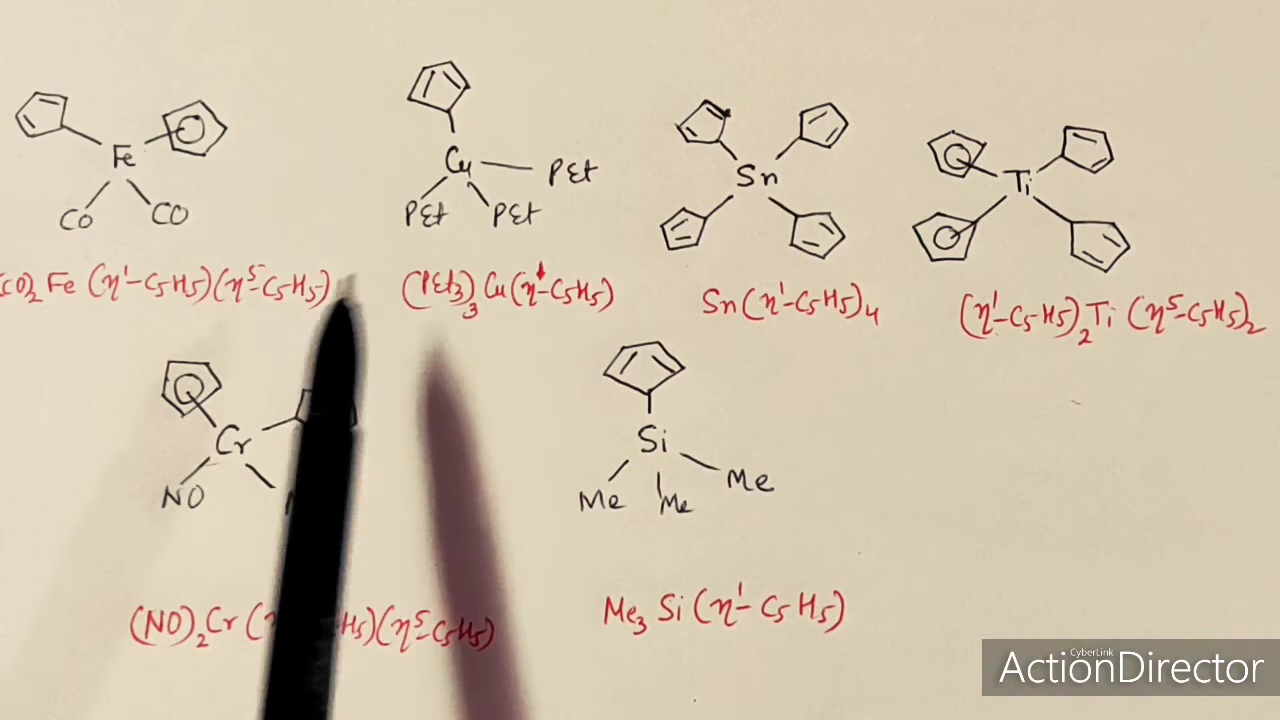 Fe
CO CO
Cu PEt
PEt PEt
Sn
Ti
CO)2 Fe (η1-C5H5)(η5-C5H5)
(PEt3)3 Cu(η1-C5H5)
Sn(η1-C5H5)4
(η1-C5H5)2 Ti (η5-C5H5)2
Cr
NO
Si
Me Me Me
(NO)2 Cr ( H5)(η5-C5H5)
Me3 Si (η1-C5H5)
CyberLink
ActionDirector